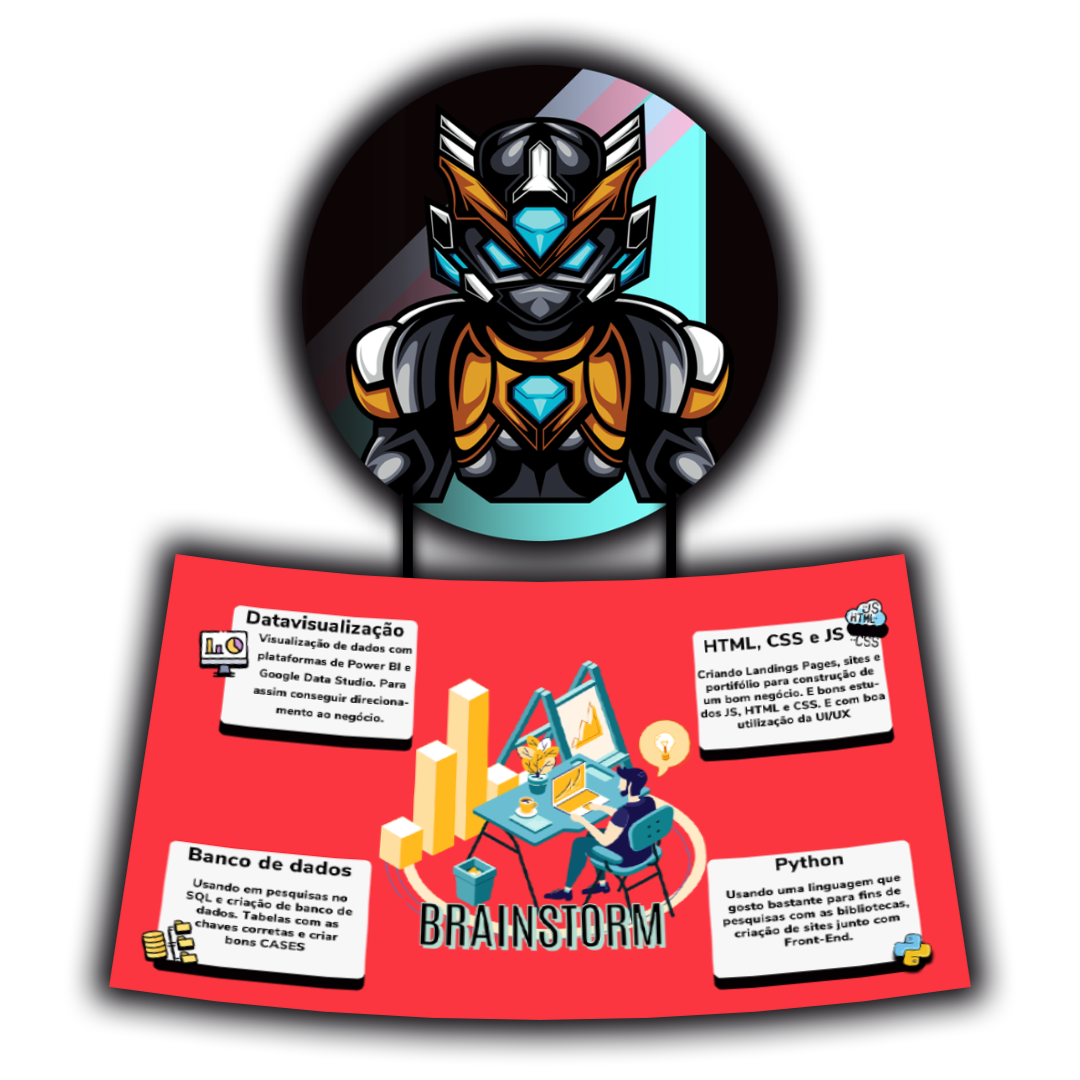 Datavisualização
Visualização de dados com
plataformas de Power BI e
Google Data Studio. Para
assim conseguir direciona-
mento ao negócio.
HTML, CSS e JS
JS
HTML
CSS
Criando Landings Pages, sites e
portifólio para construção de
um bom negócio. E bons estu-
dos JS, HTML e CSS. E com boa
utilização da UI/UX
Banco de dados
Usando em pesquisas no
SQL e criação de banco de
dados. Tabelas com as
chaves corretas e criar
bons CASES
BRAINSTORM
Python
Usando uma linguagem que
gosto bastante para fins de
pesquisas com as bibliotecas,
criação de sites junto com
Front-End.